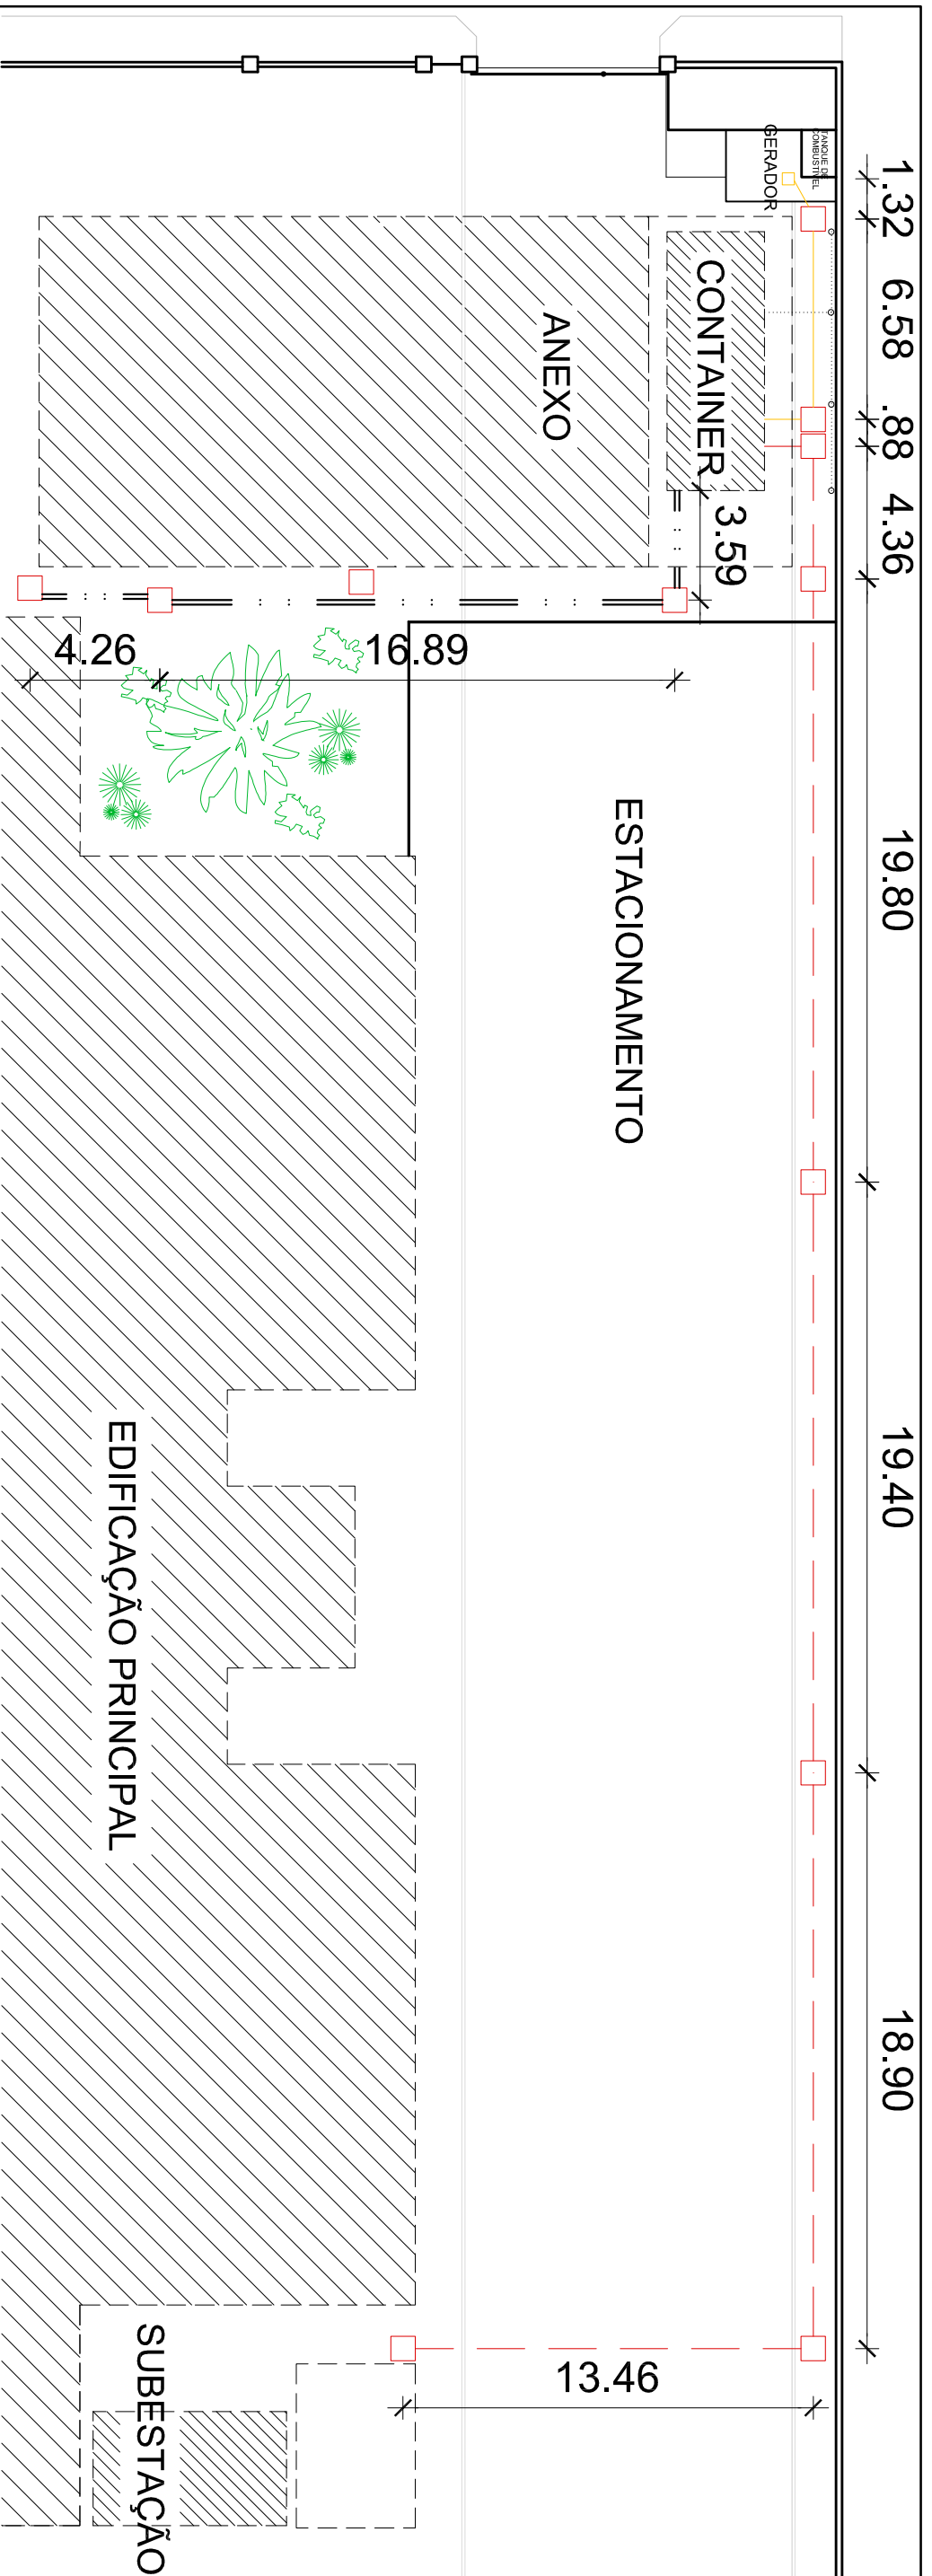 TANQUE DE
COMBUSTIVEL
GERADOR
1.32
6.58
.88
4.36
19.80
19.40
18.90
CONTAINER
ANEXO
3.59
4.26
16.89
ESTACIONAMENTO
EDIFICAÇÃO PRINCIPAL
13.46
SUBESTAÇÃO